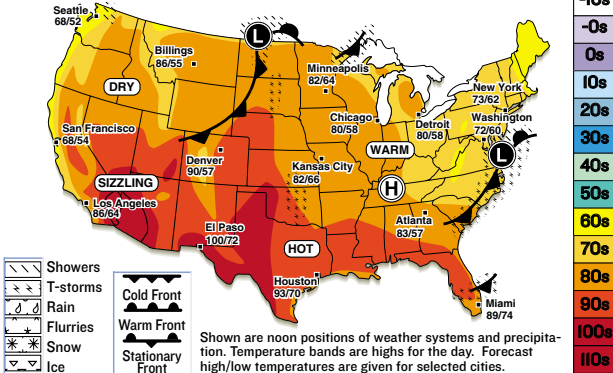 Seattle
68/52
L
Billings
86/55
Minneapolis
82/64
DRY
New York
73/62
Chicago
80/58
Detroit
80/58
Washington
72/60
San Francisco
68/54
WARM
L
Denver
90/57
Kansas City
82/66
SIZZLING
H
Los Angeles
86/64
Atlanta
83/57
El Paso
100/72
HOT
Houston
93/70
Miami
89/74
Showers
T-storms
Rain
Flurries
Snow
Ice
Cold Front
Warm Front
Stationary
Front
Shown are noon positions of weather systems and precipita-
tion. Temperature bands are highs for the day. Forecast
high/low temperatures are given for selected cities.
-10s
-0s
0s
10s
20s
30s
40s
50s
60s
70s
80s
90s
100s
110s